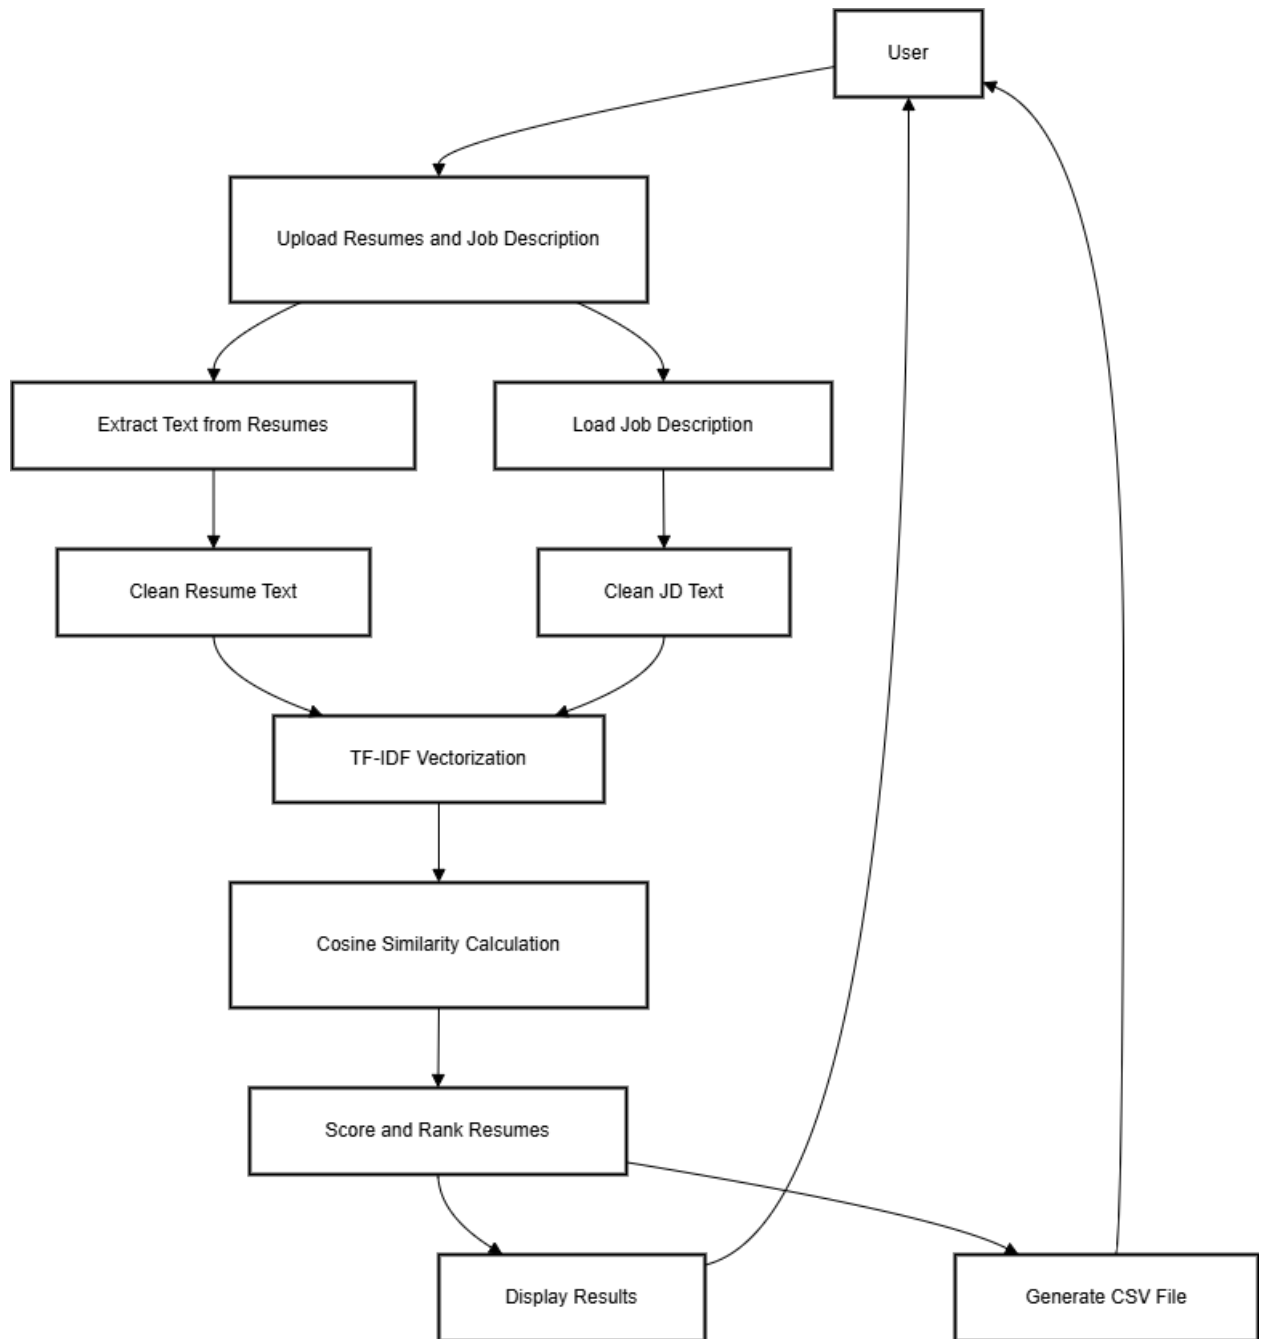 User
Upload Resumes and Job Description
Extract Text from Resumes
Load Job Description
Clean Resume Text
Clean JD Text
TF-IDF Vectorization
Cosine Similarity Calculation
Score and Rank Resumes
Display Results
Generate CSV File